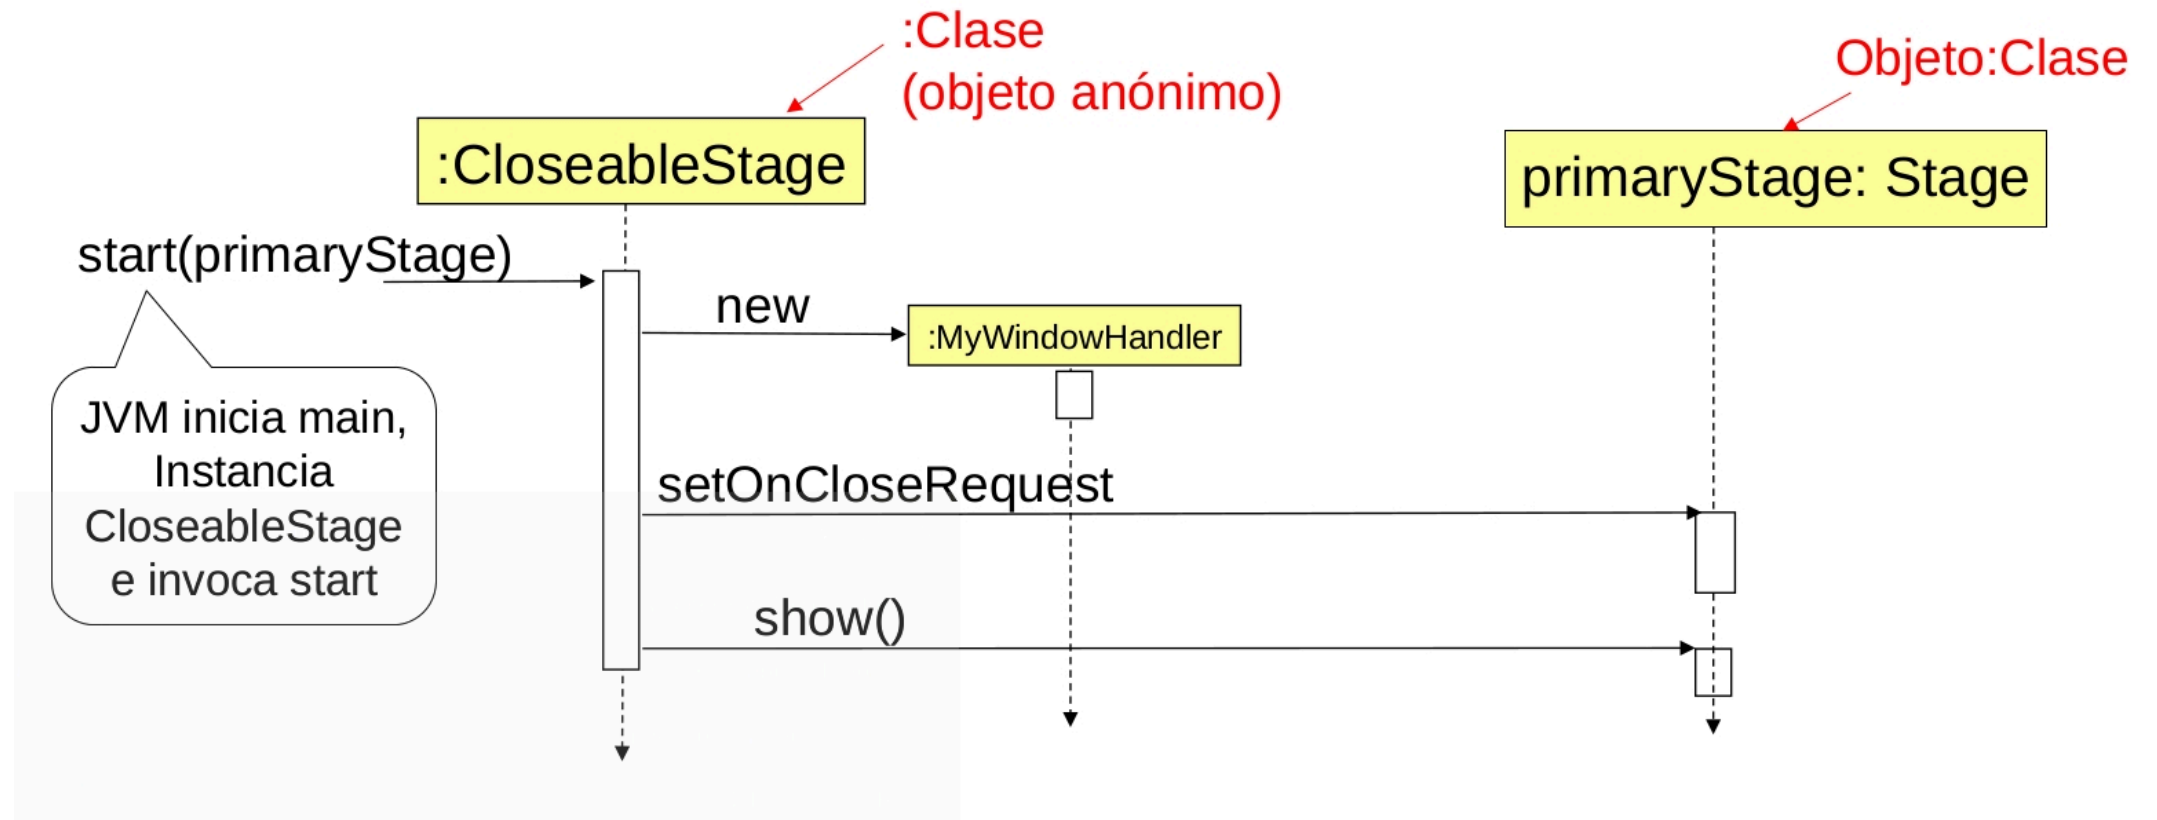 :Clase
(objeto anónimo)
Objeto:Clase
:CloseableStage
primaryStage: Stage
start(primaryStage)
new
:MyWindowHandler
JVM inicia main,
Instancia
CloseableStage
e invoca start
setOnCloseRequest
show()